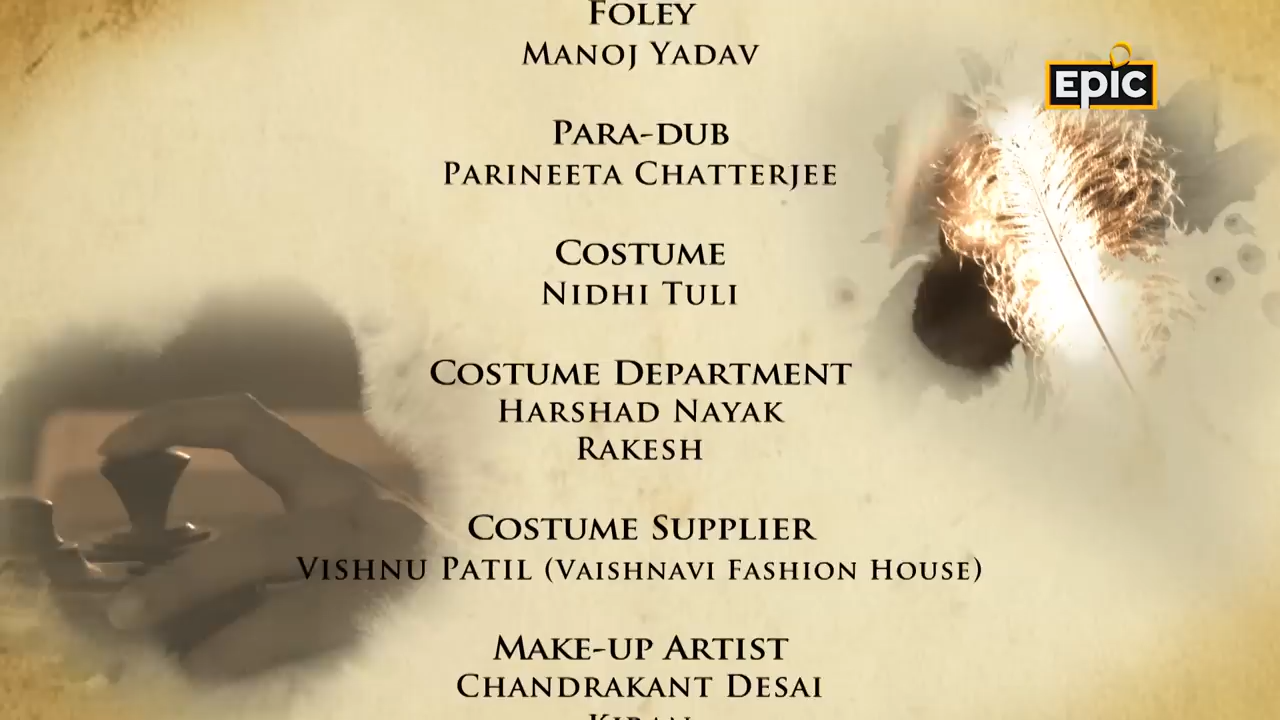 FOLEY
MANOJ YADAV
EPIC
PARA-DUB
PARINEETA CHATTERJEE
COSTUME
NIDHI TULI
COSTUME DEPARTMENT
HARSHAD NAYAK
RAKESH
COSTUME SUPPLIER
VISHNU PATIL (VAISHNAVI FASHION HOUSE)
MAKE-UP ARTIST
CHANDRAKANT DESAI